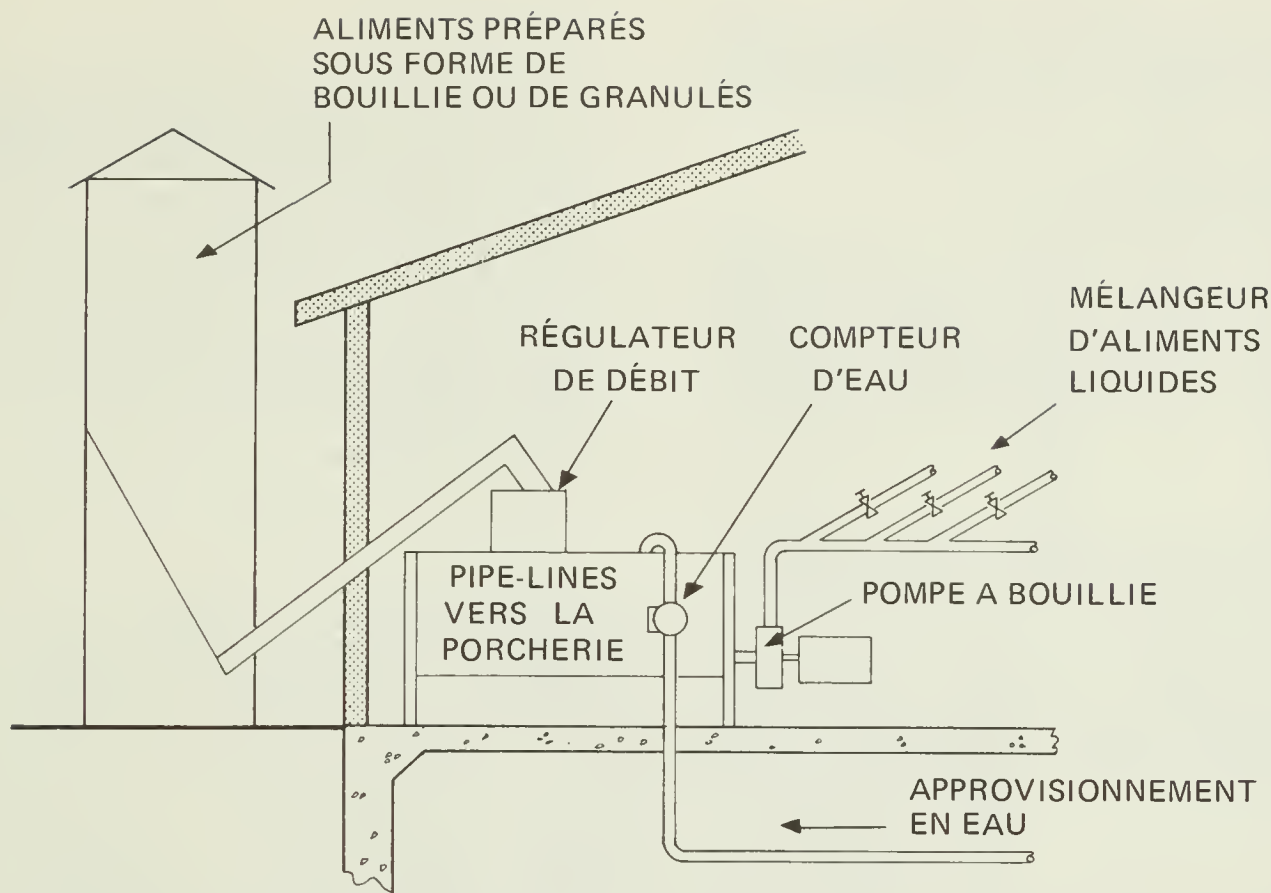 ALIMENTS PRÉPARÉS
SOUS FORME DE
BOUILLIE OU DE GRANULÉS
RÉGULATEUR
DE DÉBIT
COMPTEUR
D'EAU
MÉLANGEUR
D'ALIMENTS
LIQUIDES
PIPE-LINES
VERS LA
PORCHERIE
POMPE A BOUILLIE
APPROVISIONNEMENT
EN EAU